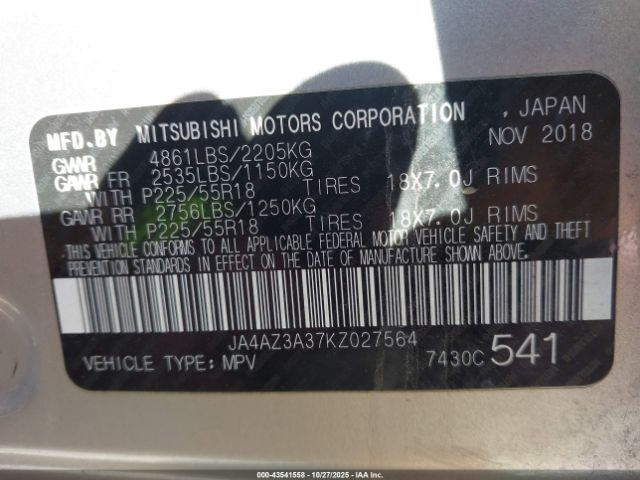 MFD.BY MITSUBISHI MOTORS CORPORATION , JAPAN
GVWR 4861LBS/2205KG NOV 2018
GAWR FR 2535LBS/1150KG
WITH P225/55R18 TIRES 18X7.0J RIMS
GAWR RR 2756LBS/1250KG
WITH P225/55R18 TIRES 18X7.0J RIMS
THIS VEHICLE CONFORMS TO ALL APPLICABLE FEDERAL MOTOR VEHICLE SAFETY AND THEFT
PREVENTION STANDARDS IN EFFECT ON THE DATE OF MANUFACTURE SHOWN ABOVE.
JA4AZ3A37KZ027564
VEHICLE TYPE: MPV 7430C 541
000-43541558 - 10/27/2025 - IAAI Inc.